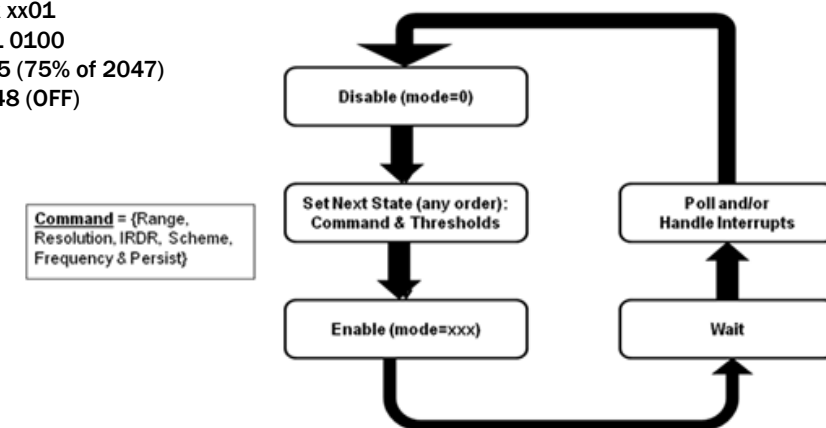 xx01
0100
5 (75% of 2047)
48 (OFF)
Disable (mode=0)
Set Next State (any order):
Command & Thresholds
Enable (mode=xxx)
Command = {Range,
Resolution, IRDR, Scheme,
Frequency & Persist}
Poll and/or
Handle Interrupts
Wait